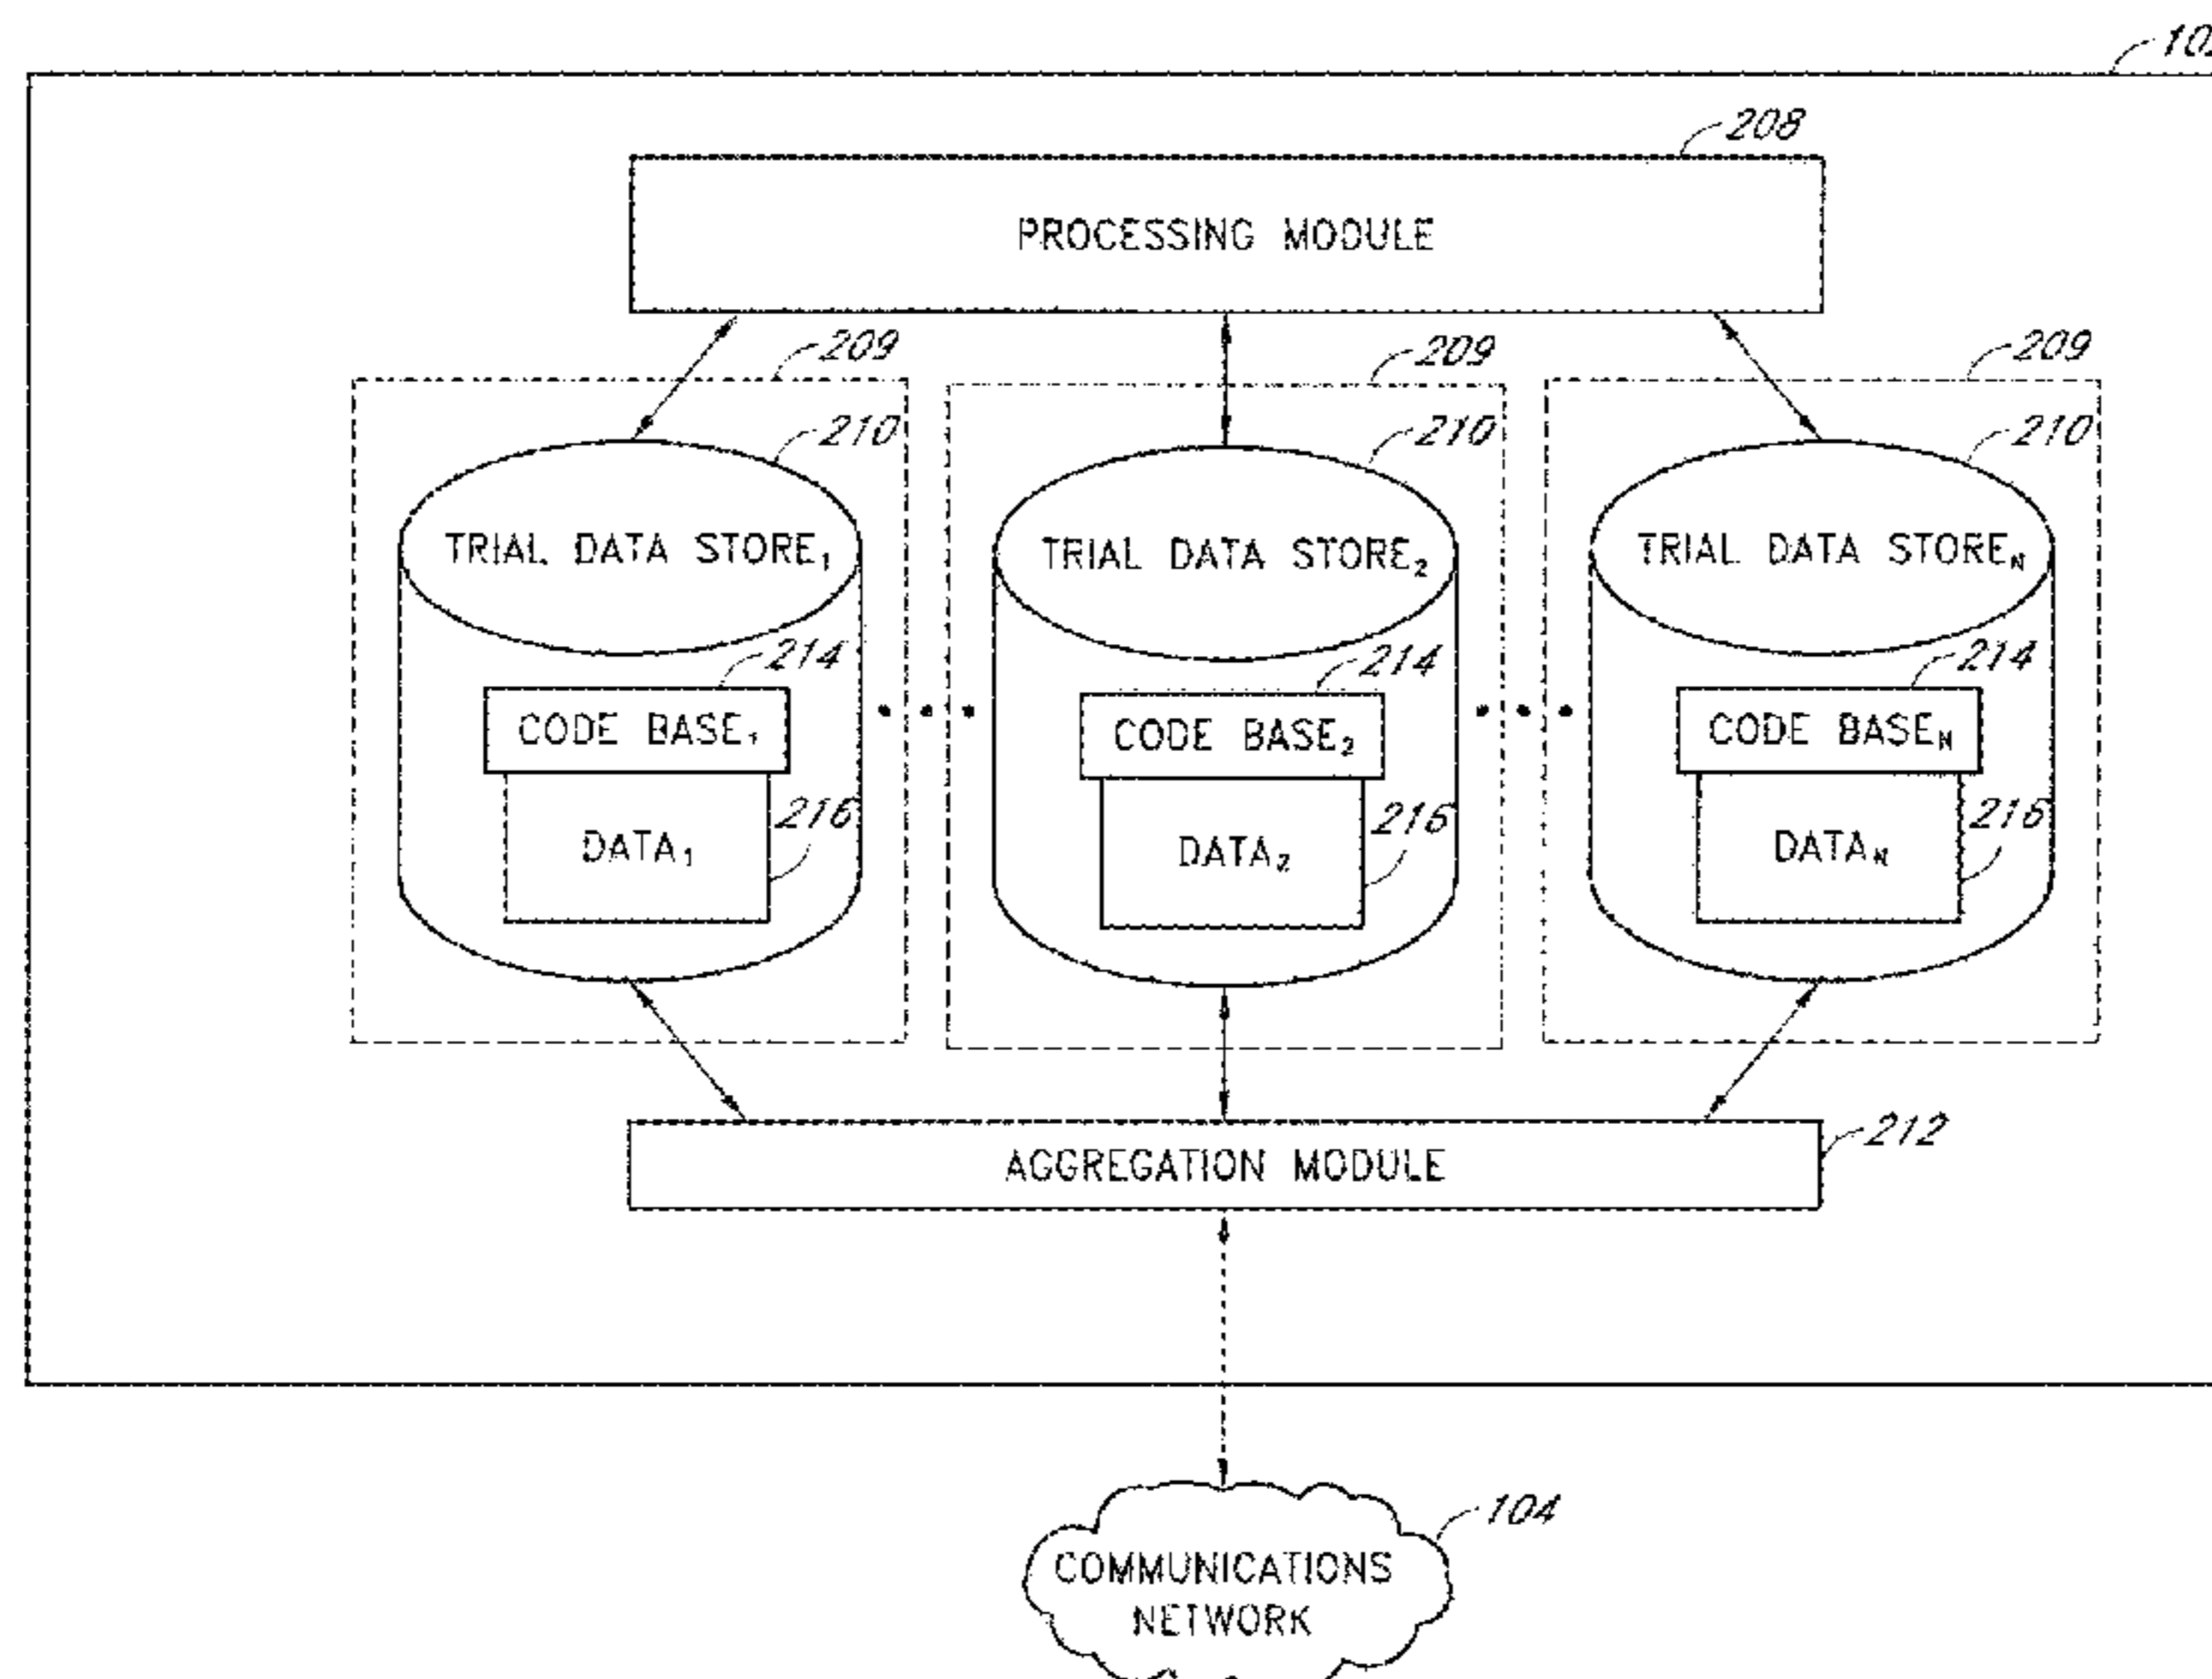 208
PROCESSING MODULE
209
209
209
210
210
210
TRIAL DATA STORE₁
TRIAL DATA STORE₂
TRIAL DATA STOREₙ
214
214
214
CODE BASE₁
CODE BASE₂
CODE BASEₙ
216
216
216
DATA₁
DATA₂
DATAₙ
212
AGGREGATION MODULE
104
COMMUNICATIONS
NETWORK